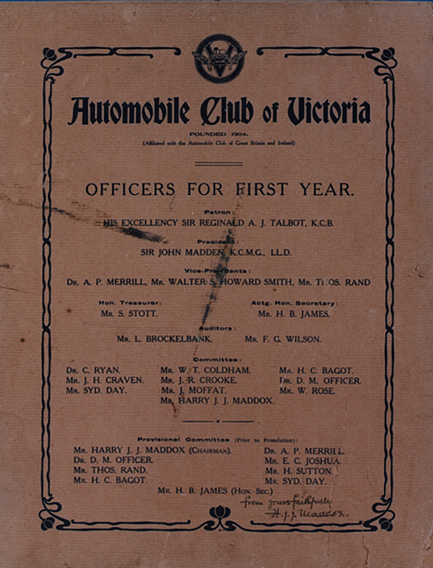 Automobile Club of Victoria
FOUNDED 1904.
(Affiliated with the Automobile Club of Great Britain and Ireland)
OFFICERS FOR FIRST YEAR.
Patron:
HIS EXCELLENCY SIR REGINALD A. J. TALBOT, K.C.B.
President:
SIR JOHN MADDEN, K.C.M.G., LL.D.
Vice-Presidents:
DR. A. P. MERRILL, MR. WALTER S. HOWARD SMITH, MR. THOS. RAND
Hon. Treasurer: Actg. Hon. Secretary:
MR. S. STOTT. MR. H. B. JAMES.
Auditors:
MR. L. BROCKELBANK. MR. F. G. WILSON.
Committee:
DR. C. RYAN. MR. W. T. COLDHAM. MR. H. C. BAGOT.
MR. J. H. CRAVEN. MR. J. R. CROOKE. DR. D. M. OFFICER.
MR. SYD. DAY. MR. J. MOFFAT. MR. W. ROSE.
MR. HARRY J. J. MADDOX.
Provisional Committee (Prior to Foundation):
MR. HARRY J. J. MADDOX (CHAIRMAN). DR. A. P. MERRILL.
DR. D. M. OFFICER. MR. E. C. JOSHUA.
MR. THOS. RAND. MR. H. SUTTON.
MR. H. C. BAGOT. MR. SYD. DAY.
MR. H. B. JAMES (HON. SEC.)
from yours faithfully
H. J. J. Maddox.